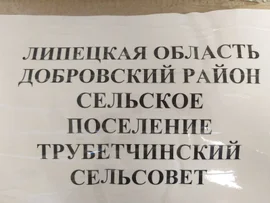 ЛИПЕЦКАЯ ОБЛАСТЬ
ДОБРОВСКИЙ РАЙОН
СЕЛЬСКОЕ
ПОСЕЛЕНИЕ
ТРУБЕТЧИНСКИЙ
СЕЛЬСОВЕТ